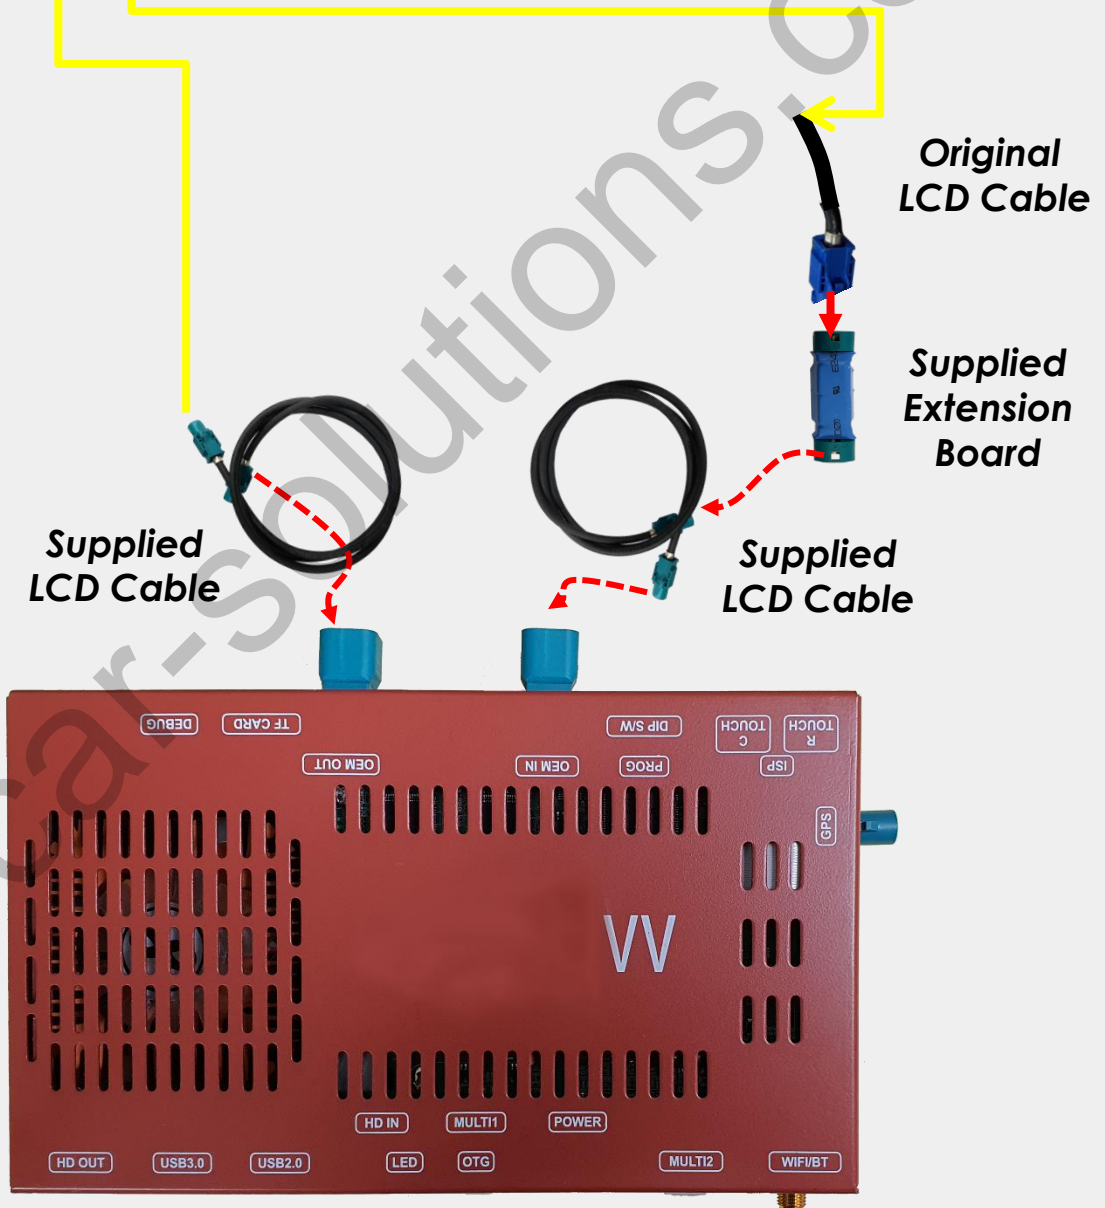 Original
LCD Cable
Supplied
Extension
Board
Supplied
LCD Cable
Supplied
LCD Cable
DEBUG
TF CARD
OEM OUT
OEM IN
DIP S/W
PROG
TOUCH
C
TOUCH
R
ISP
GPS
VV
HD IN
MULTI1
POWER
HD OUT
USB3.0
USB2.0
LED
OTG
MULTI2
WIFI/BT
car-solutions.co